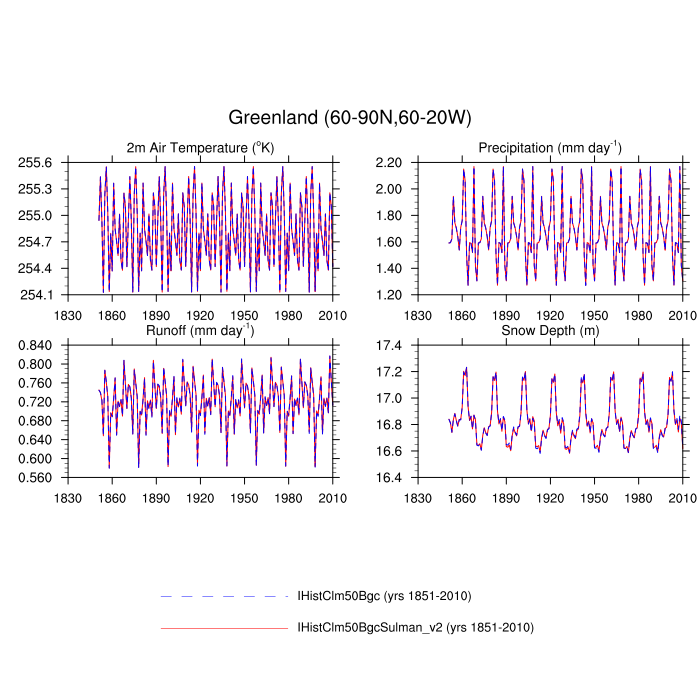 Greenland (60-90N,60-20W)
2m Air Temperature (°K)
Precipitation (mm day-1)
255.6
255.3
255.0
254.7
254.4
254.1
2.20
2.00
1.80
1.60
1.40
1.20
1830 1860 1890 1920 1950 1980 2010
1830 1860 1890 1920 1950 1980 2010
Runoff (mm day-1)
Snow Depth (m)
0.840
0.800
0.760
0.720
0.680
0.640
0.600
0.560
17.4
17.2
17.0
16.8
16.6
16.4
1830 1860 1890 1920 1950 1980 2010
1830 1860 1890 1920 1950 1980 2010
IHistClm50Bgc (yrs 1851-2010)
IHistClm50BgcSulman_v2 (yrs 1851-2010)